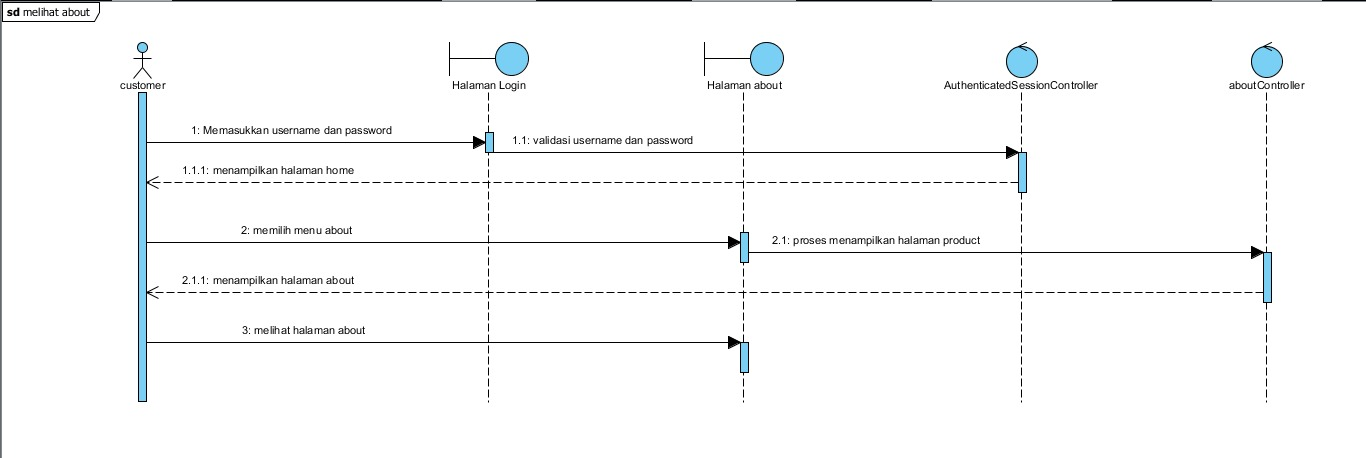 sd melihat about
customer
Halaman Login
Halaman about
AuthenticatedSessionController
aboutController
1: Memasukkan username dan password
1.1: validasi username dan password
1.1.1: menampilkan halaman home
2: memilih menu about
2.1: proses menampilkan halaman product
2.1.1: menampilkan halaman about
3: melihat halaman about